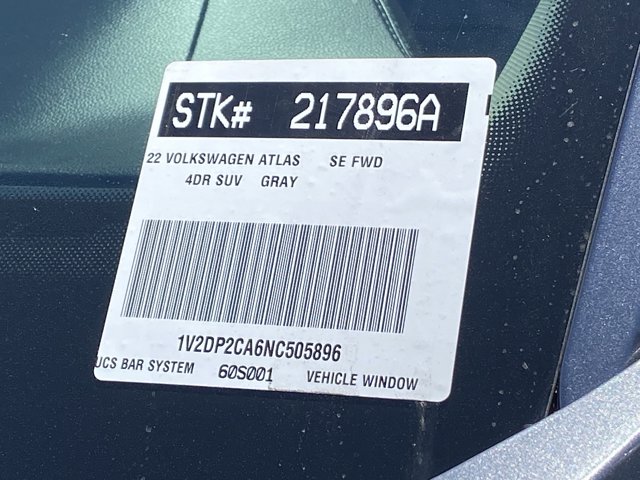 STK# 217896A
22 VOLKSWAGEN ATLAS SE FWD
4DR SUV GRAY
1V2DP2CA6NC505896
UCS BAR SYSTEM 60S001 VEHICLE WINDOW